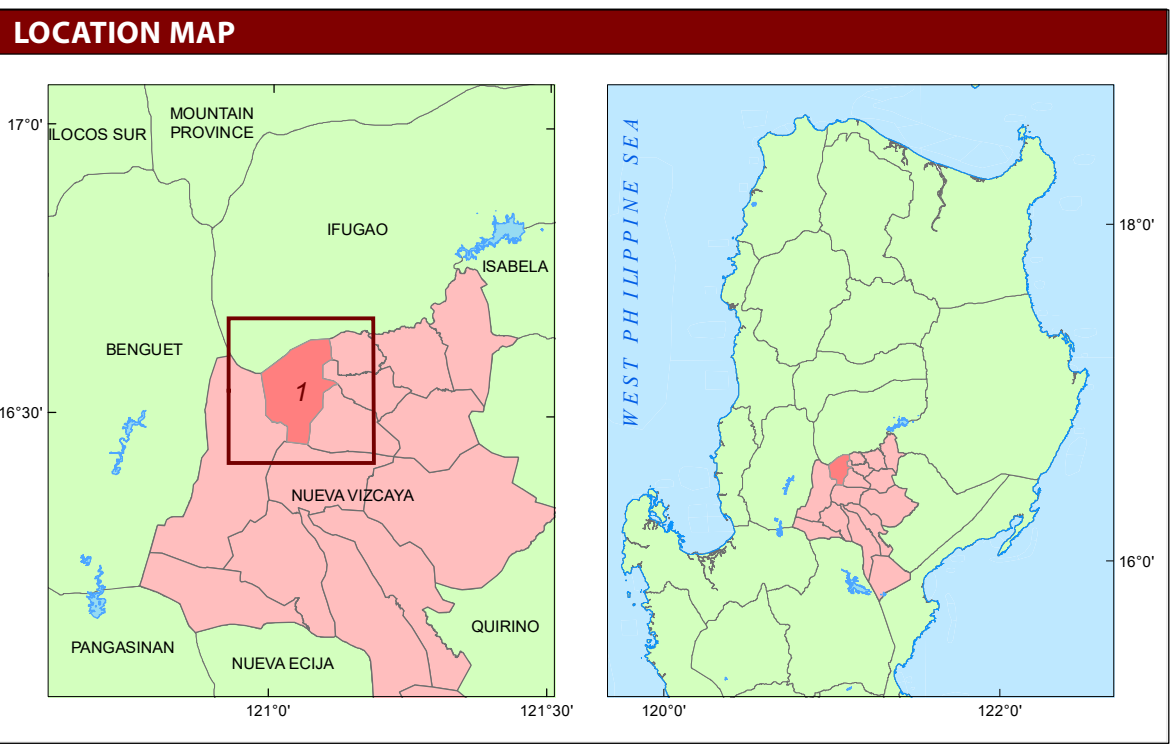 LOCATION MAP
17°0'
16°30'
121°0'
121°30'
ILOCOS SUR
MOUNTAIN
PROVINCE
IFUGAO
ISABELA
BENGUET
1
NUEVA VIZCAYA
QUIRINO
PANGASINAN
NUEVA ECIJA
WEST PHILIPPINE SEA
18°0'
16°0'
120°0'
122°0'